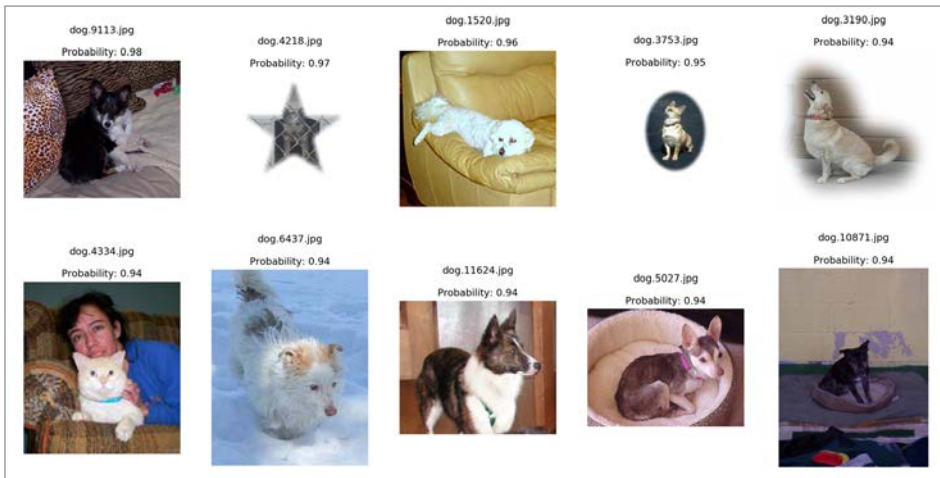 dog.9113.jpg
Probability: 0.98
dog.4218.jpg
Probability: 0.97
dog.1520.jpg
Probability: 0.96
dog.3753.jpg
Probability: 0.95
dog.3190.jpg
Probability: 0.94
dog.4334.jpg
Probability: 0.94
dog.6437.jpg
Probability: 0.94
dog.11624.jpg
Probability: 0.94
dog.5027.jpg
Probability: 0.94
dog.10871.jpg
Probability: 0.94